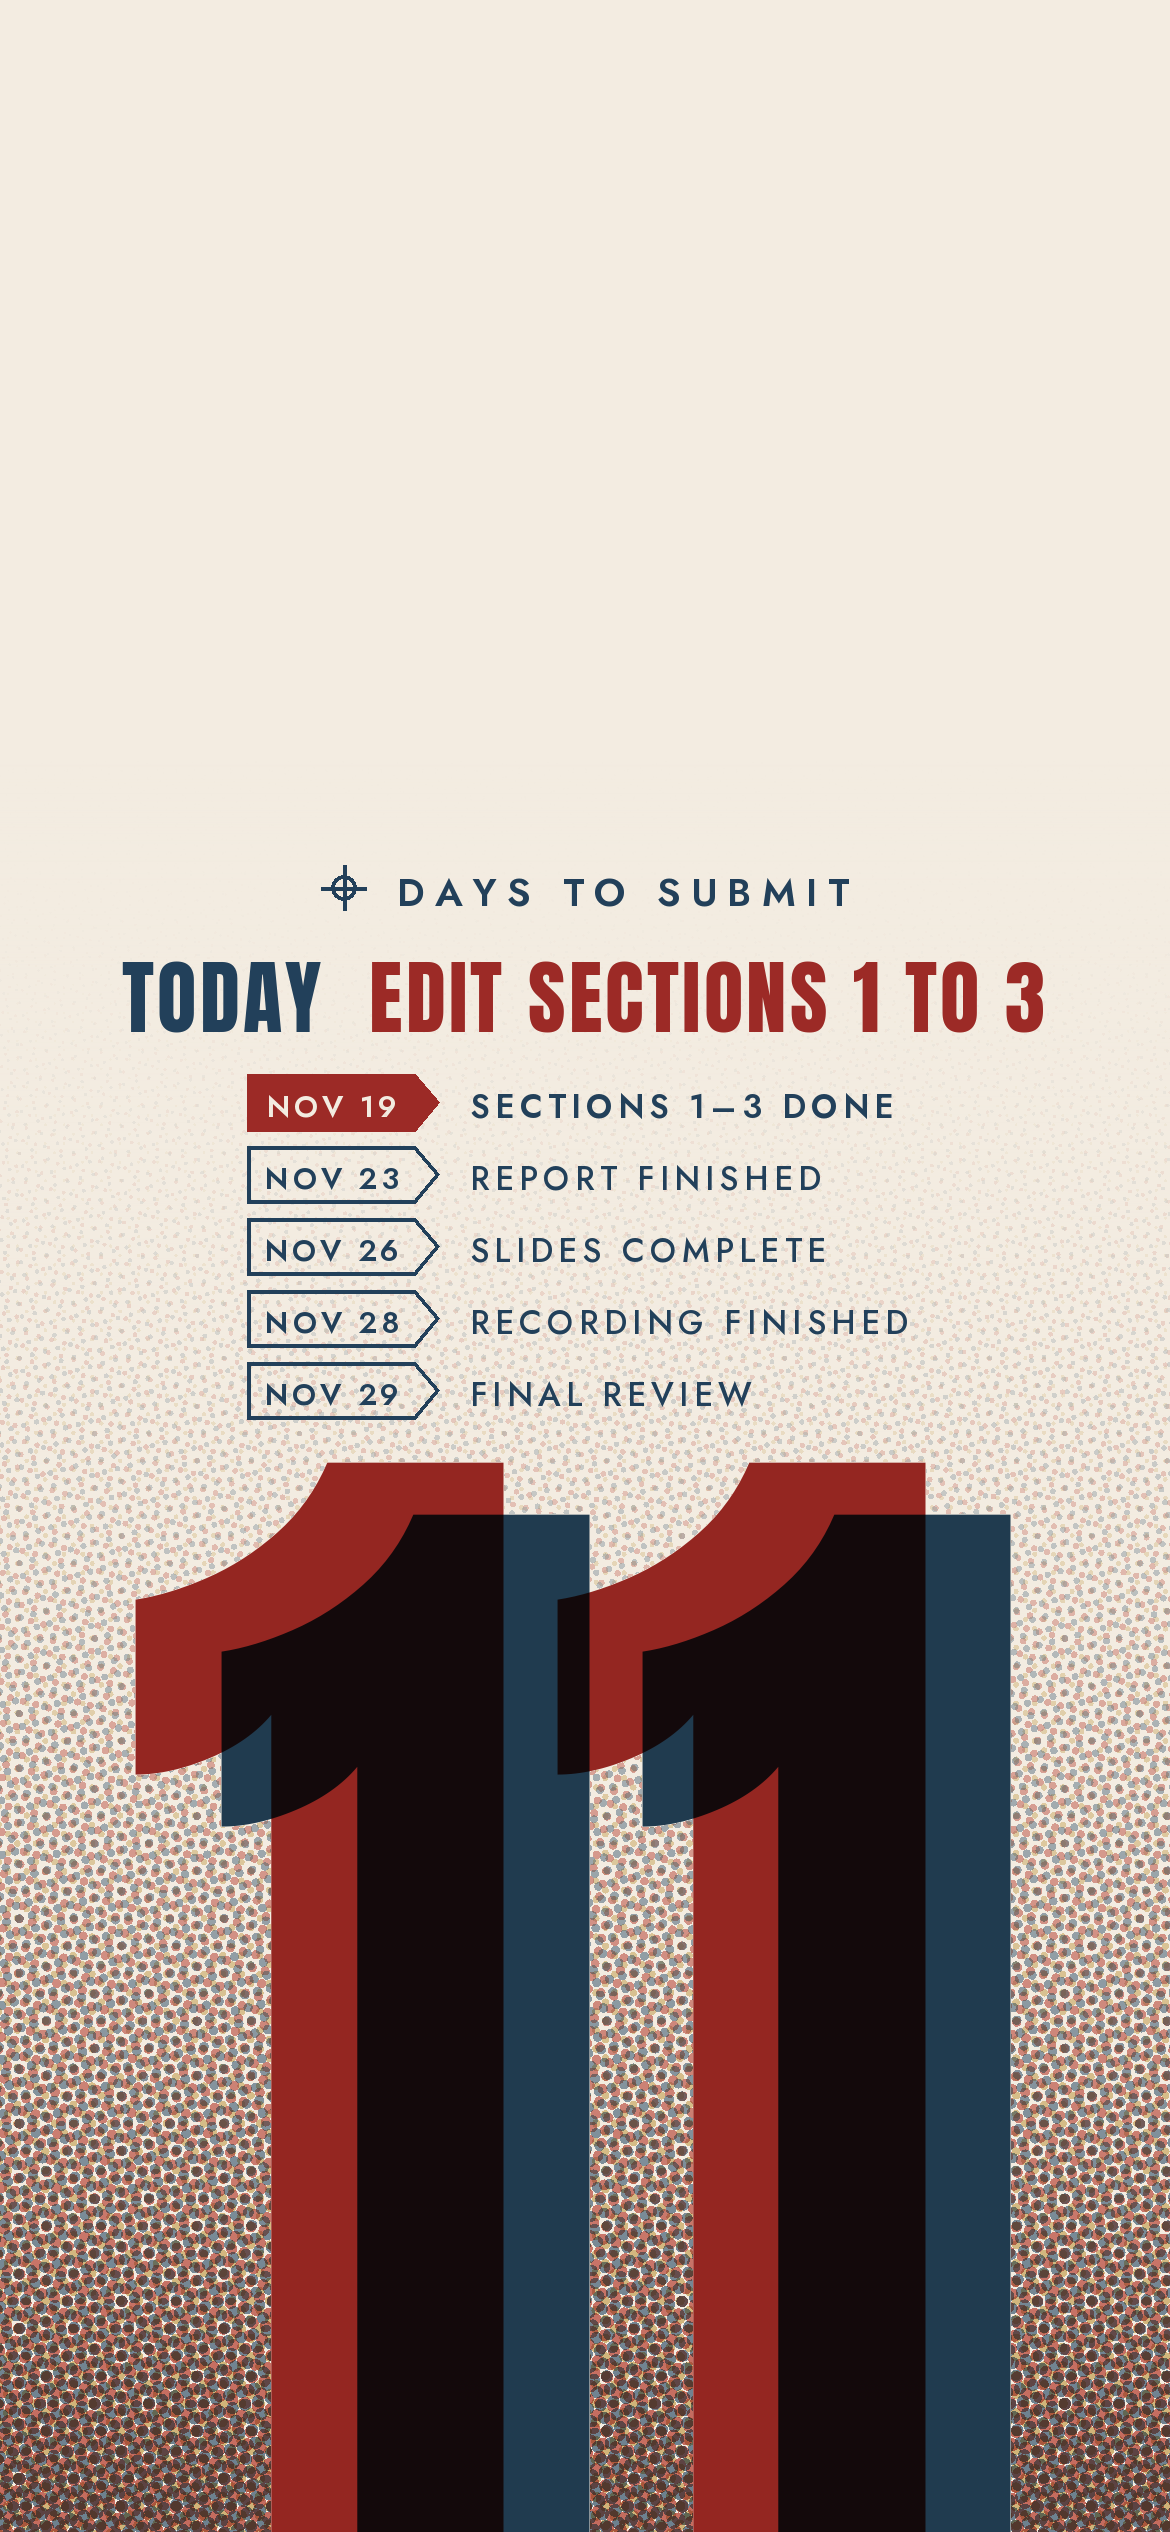 DAYS TO SUBMIT
TODAY EDIT SECTIONS 1 TO 3
NOV 19 SECTIONS 1–3 DONE
NOV 23 REPORT FINISHED
NOV 26 SLIDES COMPLETE
NOV 28 RECORDING FINISHED
NOV 29 FINAL REVIEW
11